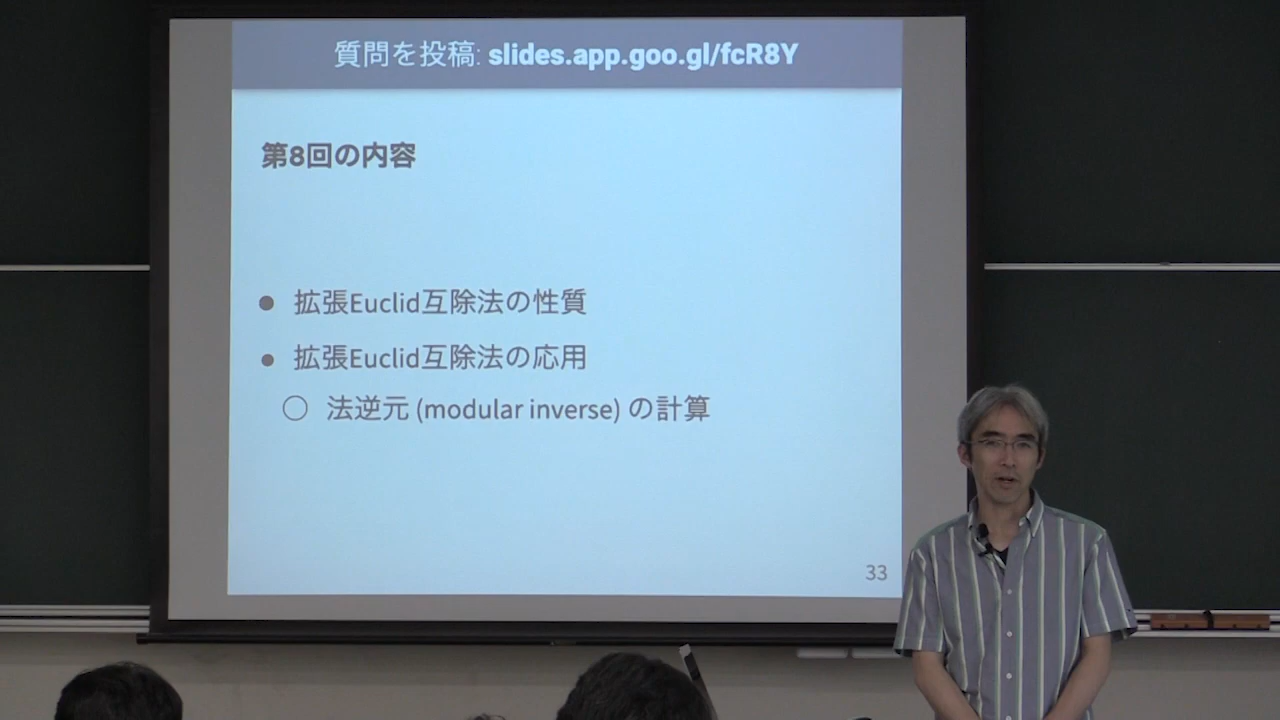 質問を投稿: slides.app.goo.gl/fcR8Y
第8回の内容
● 拡張Euclid互除法の性質
● 拡張Euclid互除法の応用
○ 法逆元 (modular inverse) の計算
33